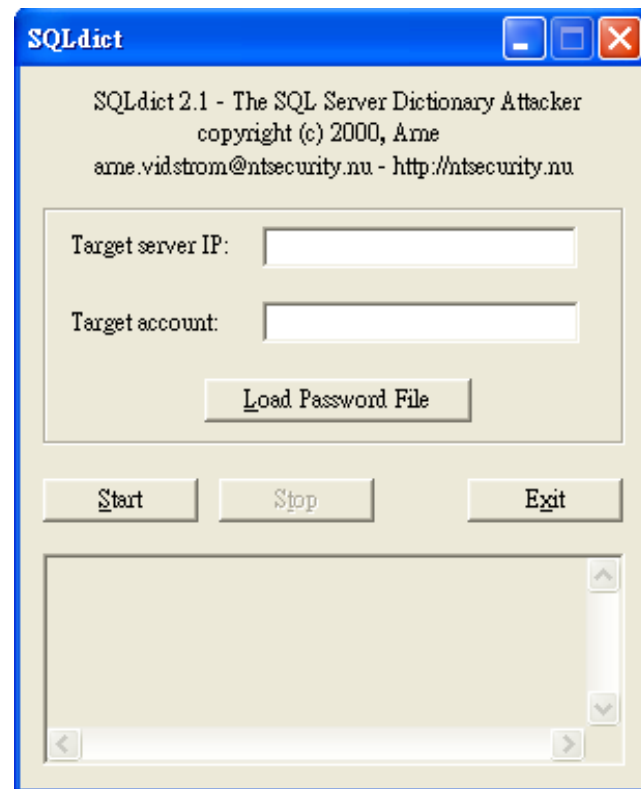 SQLdict
SQLdict 2.1 - The SQL Server Dictionary Attacker
copyright (c) 2000, Arne
arne.vidstrom@ntsecurity.nu - http://ntsecurity.nu
Target server IP:
Target account:
Load Password File
Start
Stop
Exit